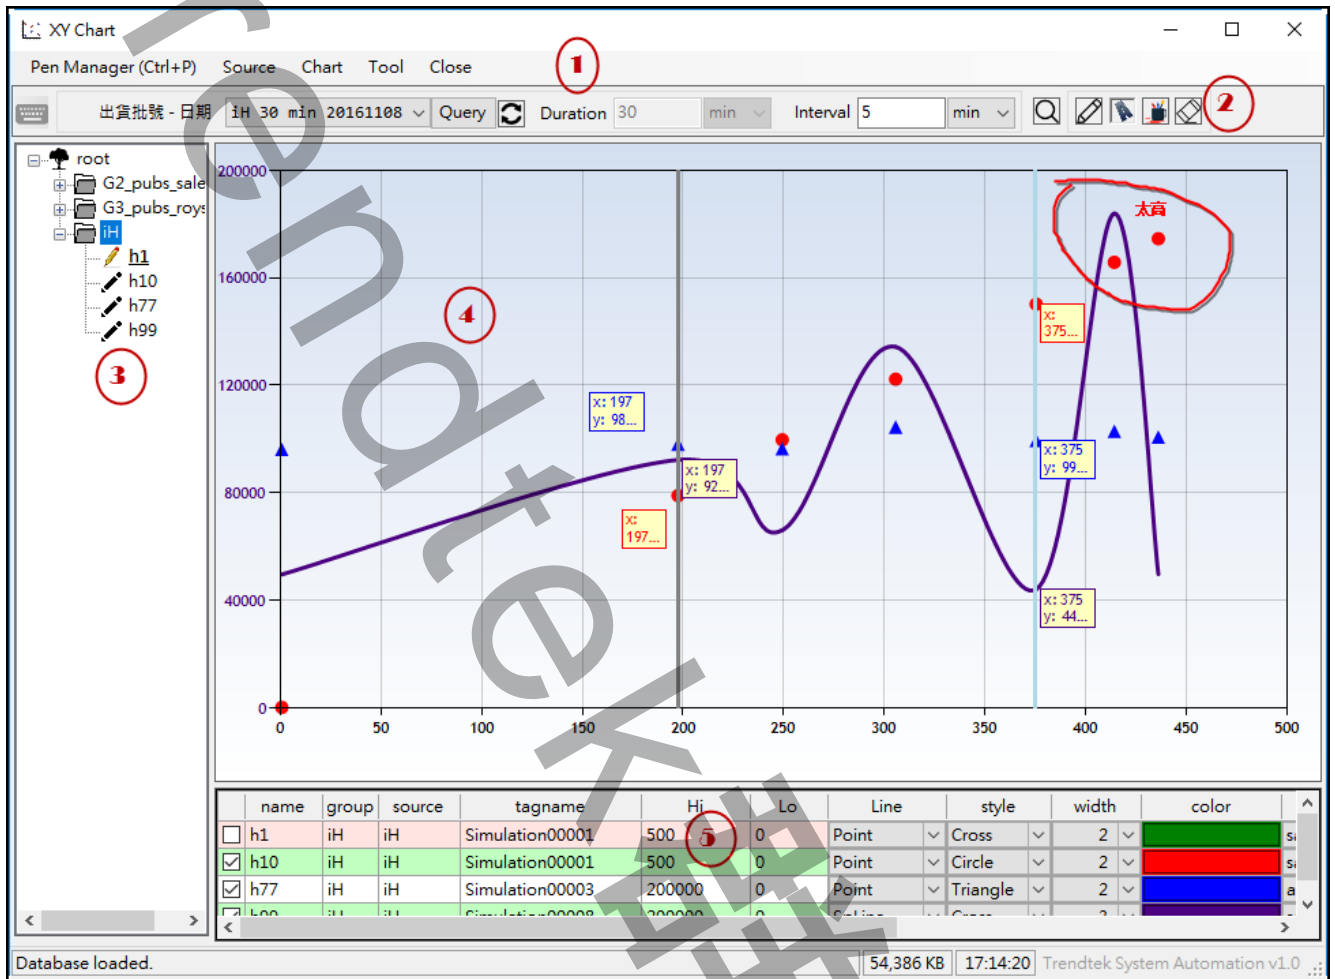 XY Chart
Pen Manager (Ctrl+P) Source Chart Tool Close
1
出貨批號 - 日期 iH 30 min 20161108 Query Duration 30 min Interval 5 min
2
root
G2_pubs_sale
G3_pubs_roys
iH
h1
h10
h77
h99
3
200000
160000
120000
80000
40000
0
0 50 100 150 200 250 300 350 400 450 500
4
太高
x:
375...
x: 197
y: 98...
x: 197
y: 92...
x:
197...
x: 375
y: 99...
x: 375
y: 44...
name group source tagname Hi Lo Line style width color
h1 iH iH Simulation00001 500 0 Point Cross 2
5
h10 iH iH Simulation00001 500 0 Point Circle 2
h77 iH iH Simulation00003 200000 0 Point Triangle 2
Database loaded. 54,386 KB 17:14:20 Trendtek System Automation v1.0
rendtek